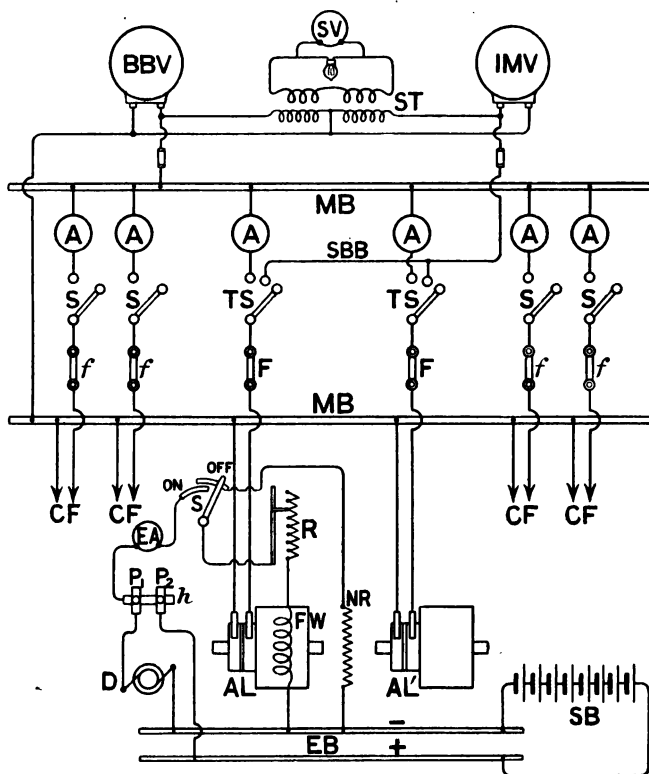 SV
BBV
IMV
10
ST
MB
A A A A A A
SBB
S S TS TS S S
f f F F f f
MB
OFF
ON
S
CF CF CF CF
EA
R
P1 P2
h
NR
FW
D
AL AL'
SB
−
EB
+